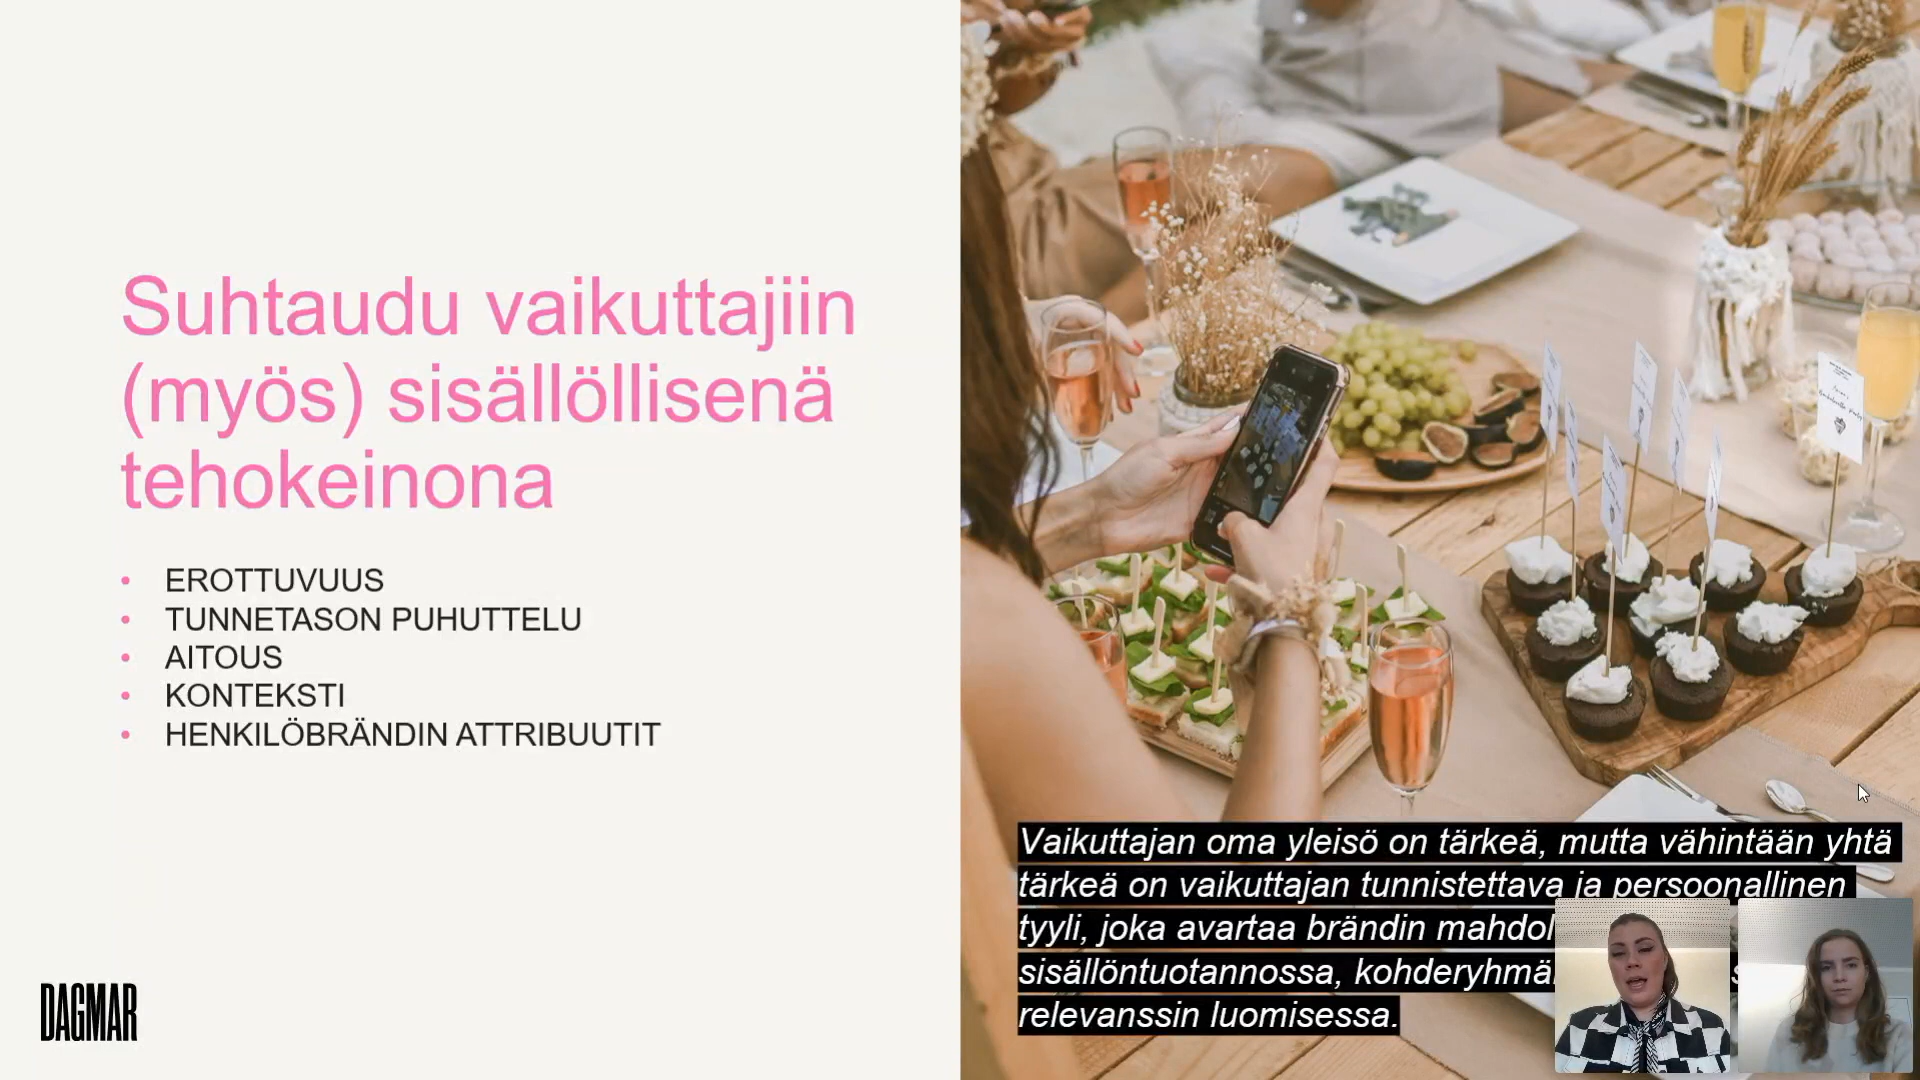 Suhtaudu vaikuttajiin
(myös) sisällöllisenä
tehokeinona
• EROTTUVUUS
• TUNNETASON PUHUTTELU
• AITOUS
• KONTEKSTI
• HENKILÖBRÄNDIN ATTRIBUUTIT
Vaikuttajan oma yleisö on tärkeä, mutta vähintään yhtä
tärkeä on vaikuttajan tunnistettava ja persoonallinen
tyyli, joka avartaa brändin
sisällöntuotannossa,
relevanssin luomisessa.
DAGMAR